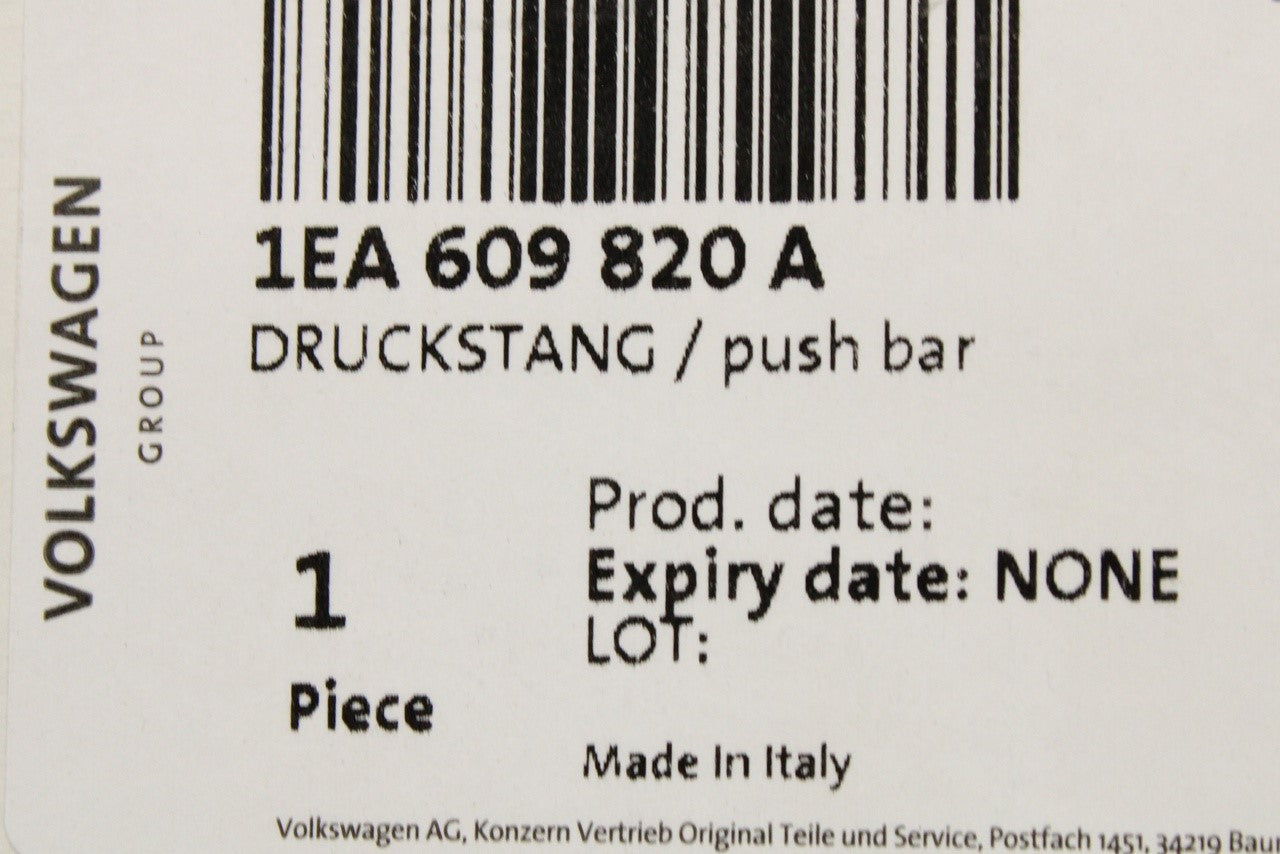 VOLKSWAGEN
GROUP
1EA 609 820 A
DRUCKSTANG / push bar
1
Piece
Prod. date:
Expiry date: NONE
LOT:
Made In Italy
Volkswagen AG, Konzern Vertrieb Original Teile und Service, Postfach 1451, 34219